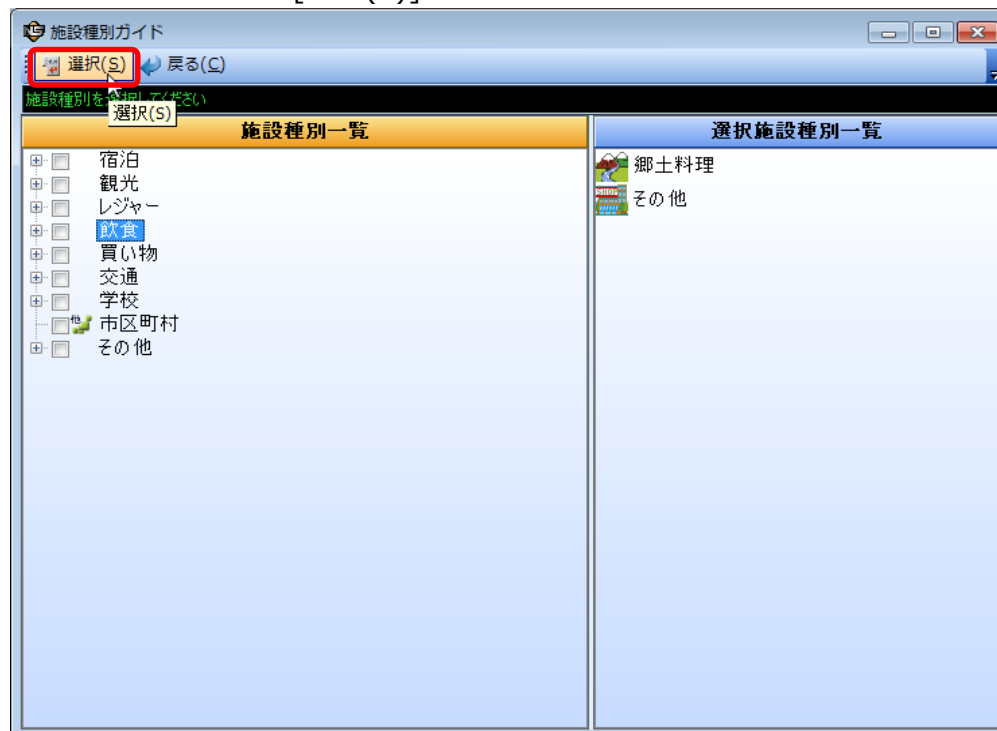 施設種別ガイド
選択(S) 戻る(C)
施設種別を選択してください
選択(S)
施設種別一覧
宿泊
観光
レジャー
飲食
買い物
交通
学校
他 市区町村
その他
選択施設種別一覧
郷土料理
SHOP その他